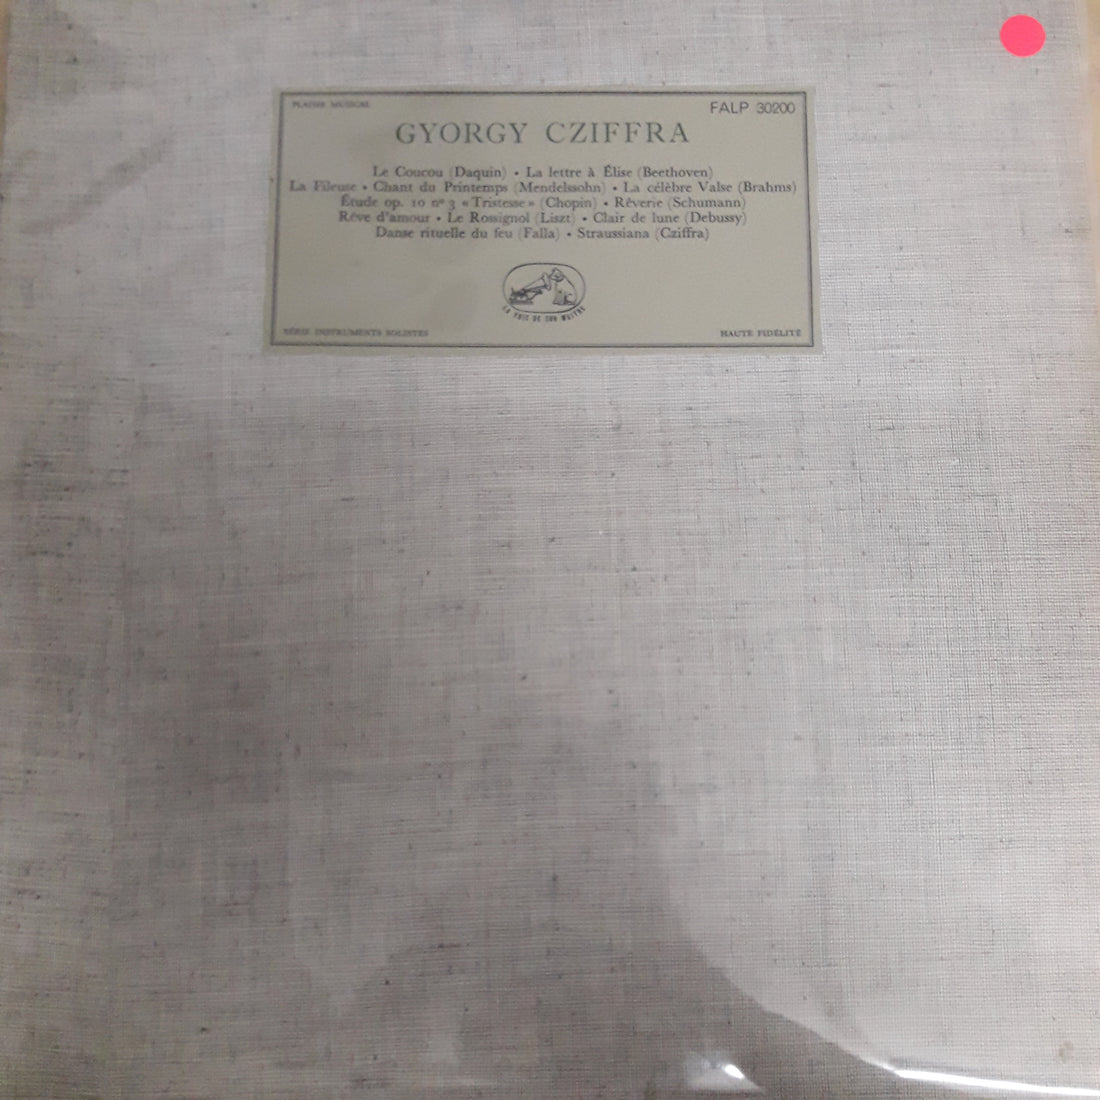 PLAISIR MUSICAL
FALP 30200
GYORGY CZIFFRA
Le Coucou (Daquin) • La lettre à Élise (Beethoven)
La Fileuse • Chant du Printemps (Mendelssohn) • La célèbre Valse (Brahms)
Étude op. 10 nº 3 « Tristesse » (Chopin) • Rêverie (Schumann)
Rêve d'amour • Le Rossignol (Liszt) • Clair de lune (Debussy)
Danse rituelle du feu (Falla) • Straussiana (Cziffra)
LA VOIX DE SON MAITRE
SÉRIE INSTRUMENTS SOLISTES
HAUTE FIDÉLITÉ